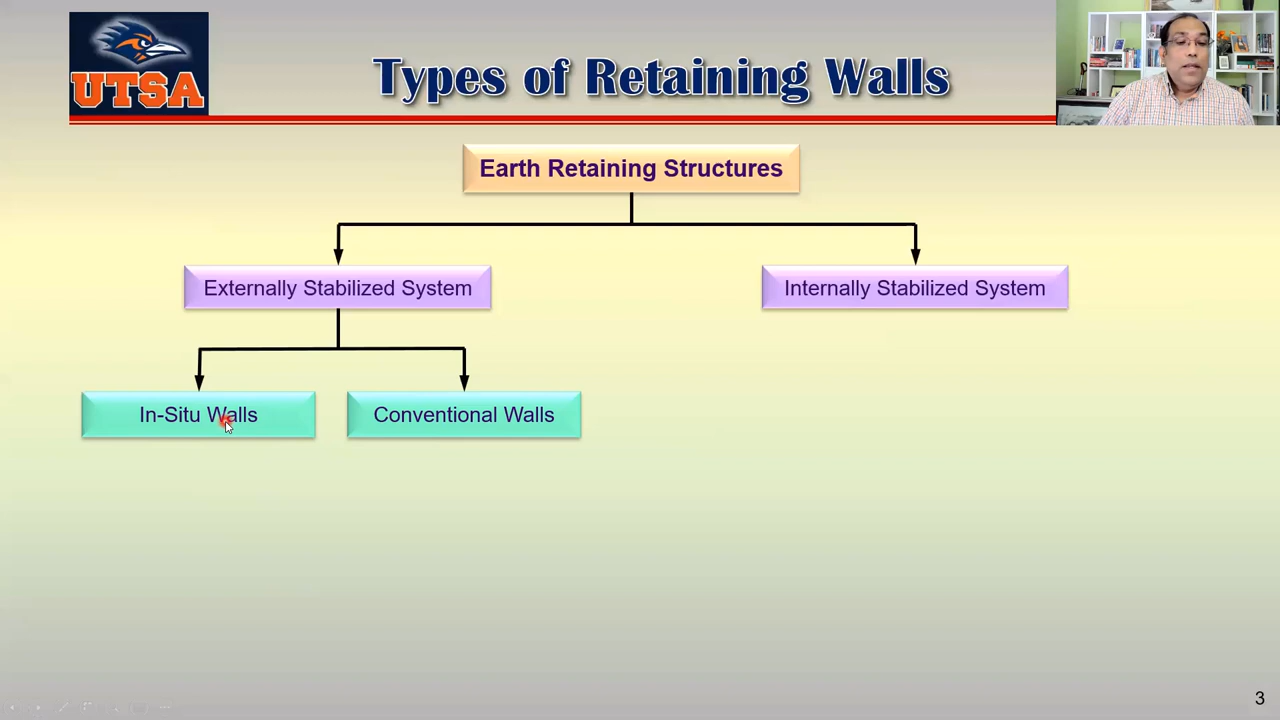 UTSA
Types of Retaining Walls
Earth Retaining Structures
Externally Stabilized System
Internally Stabilized System
In-Situ Walls
Conventional Walls
3